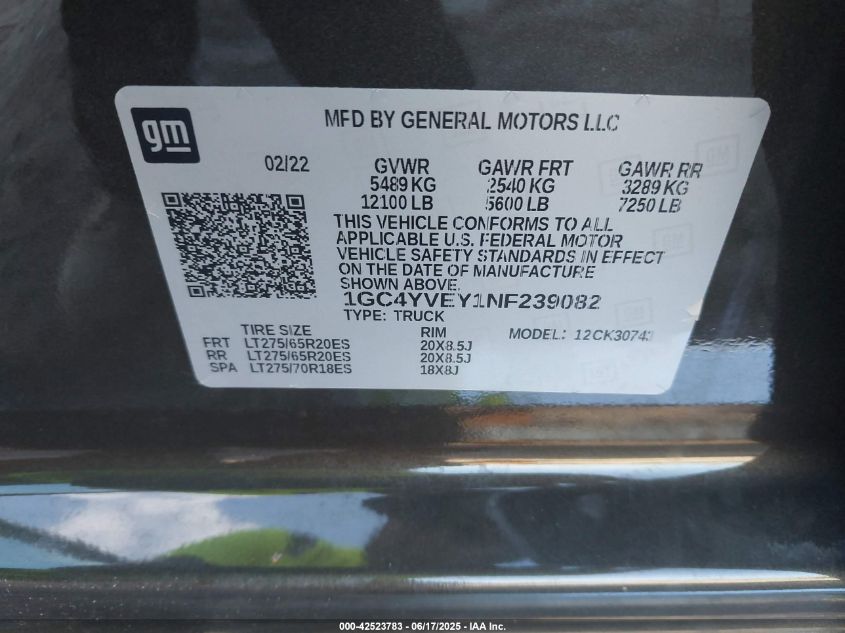 gm
MFD BY GENERAL MOTORS LLC
02/22 GVWR GAWR FRT GAWR RR
5489 KG 2540 KG 3289 KG
12100 LB 5600 LB 7250 LB
THIS VEHICLE CONFORMS TO ALL
APPLICABLE U.S. FEDERAL MOTOR
VEHICLE SAFETY STANDARDS IN EFFECT
ON THE DATE OF MANUFACTURE
SHOWN ABOVE.
1GC4YVEY1NF239082
TYPE: TRUCK
TIRE SIZE RIM MODEL: 12CK30743
FRT LT275/65R20ES 20X8.5J
RR LT275/65R20ES 20X8.5J
SPA LT275/70R18ES 18X8J
000-42523783 - 06/17/2025 - IAA Inc.